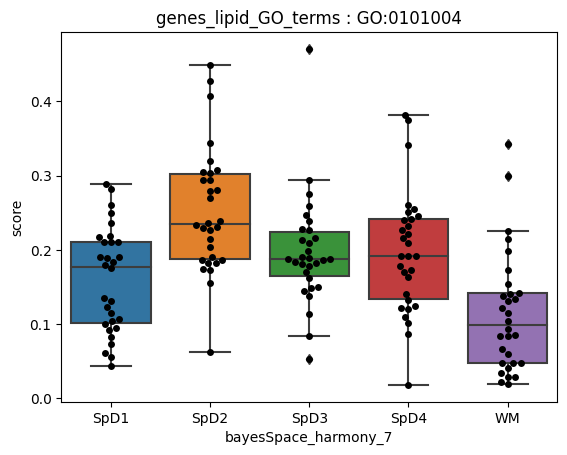 genes_lipid_GO_terms : GO:0101004
score
0.4
0.3
0.2
0.1
0.0
SpD1 SpD2 SpD3 SpD4 WM
bayesSpace_harmony_7